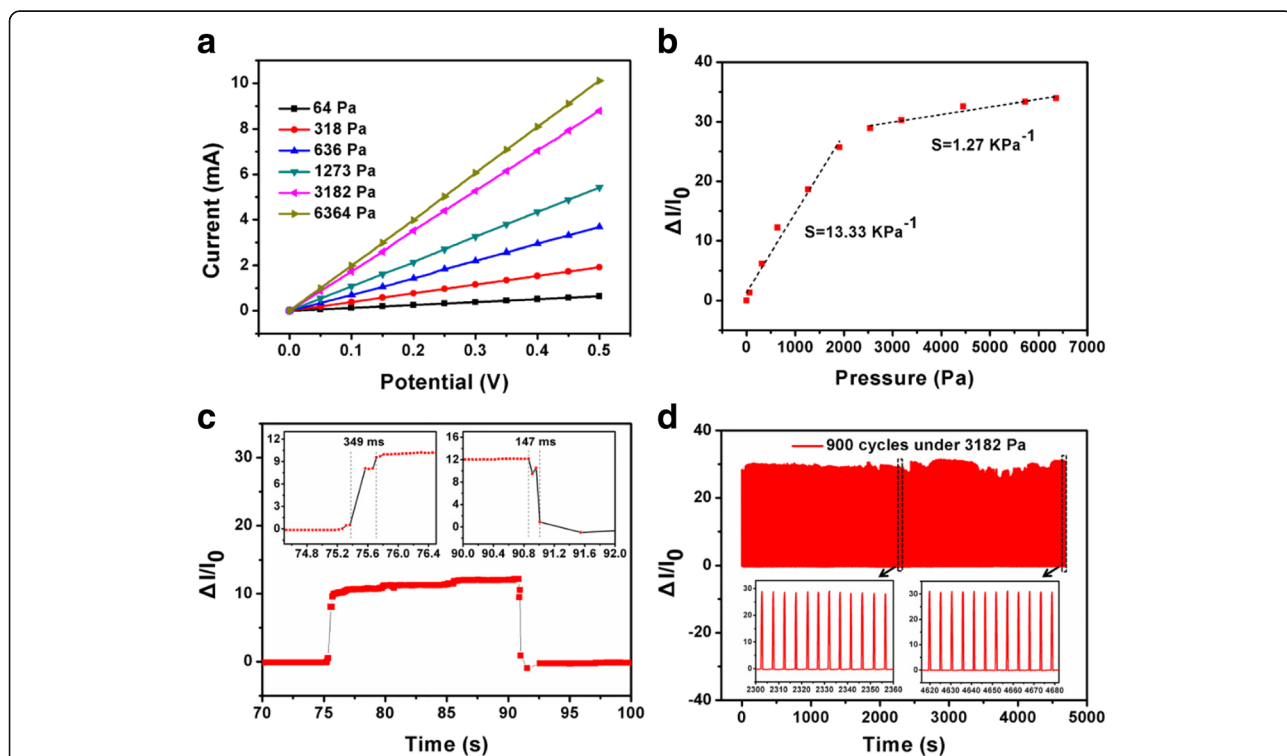 a
Current (mA)
10
8
6
4
2
0
64 Pa
318 Pa
636 Pa
1273 Pa
3182 Pa
6364 Pa
0.0 0.1 0.2 0.3 0.4 0.5
Potential (V)
b
ΔI/I0
40
30
20
10
0
S=13.33 KPa-1
S=1.27 KPa-1
0 1000 2000 3000 4000 5000 6000 7000
Pressure (Pa)
c
ΔI/I0
30
20
10
0
349 ms
12
8
4
0
74.8 75.2 75.6 76.0 76.4
147 ms
16
12
8
4
0
90.0 90.4 90.8 91.2 91.6 92.0
70 75 80 85 90 95 100
Time (s)
d
ΔI/I0
40
30
20
10
0
-10
-20
-30
-40
900 cycles under 3182 Pa
30
20
10
0
2300 2310 2320 2330 2340 2350 2360
30
20
10
0
4620 4630 4640 4650 4660 4670 4680
0 1000 2000 3000 4000 5000
Time (s)